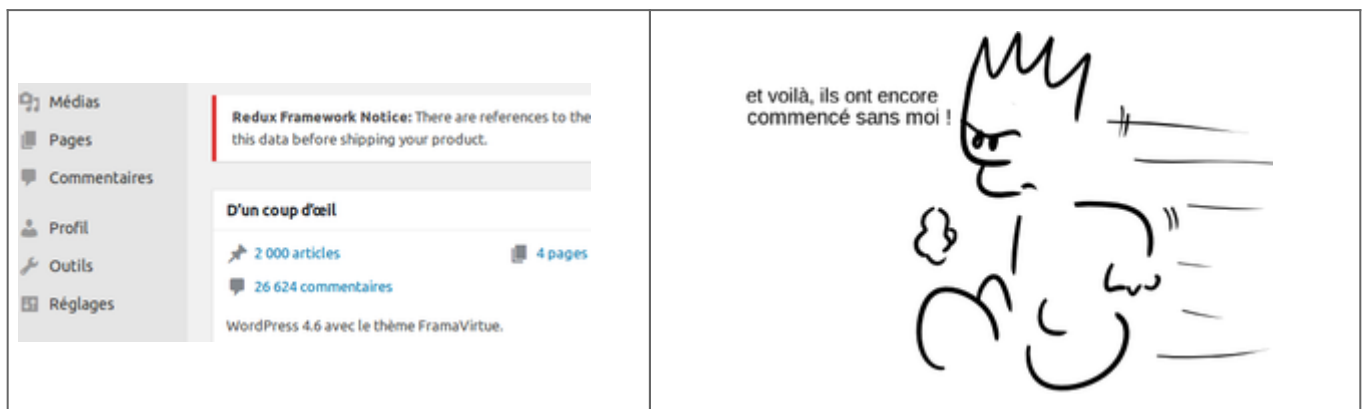 Médias
Pages
Commentaires
Profil
Outils
Réglages
Redux Framework Notice: There are references to the
this data before shipping your product.
D'un coup d'œil
2 000 articles
4 pages
26 624 commentaires
WordPress 4.6 avec le thème FramaVirtue.
et voilà, ils ont encore
commencé sans moi !